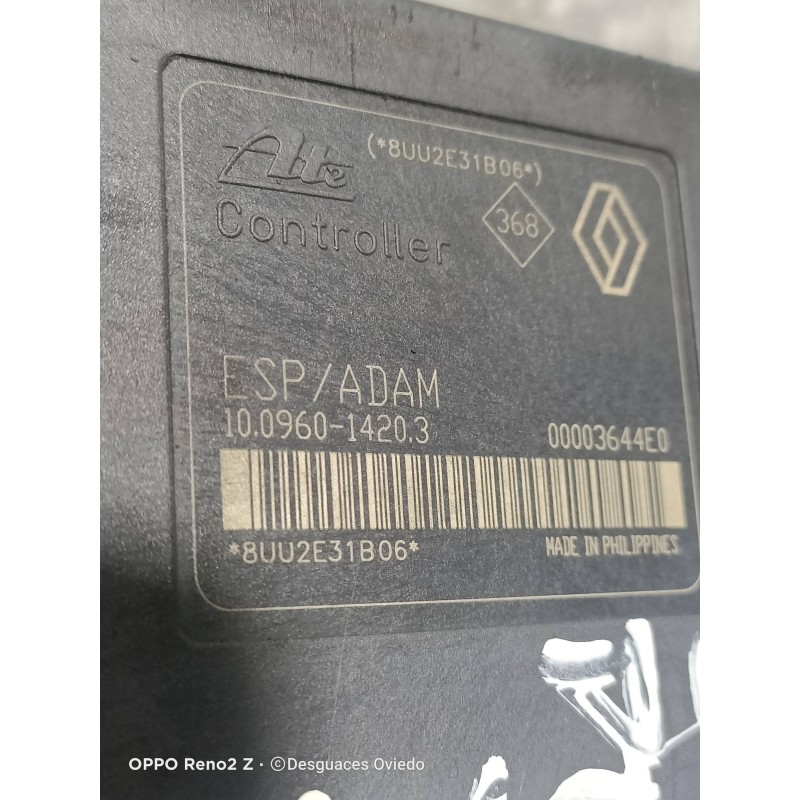 Ate
(*8UU2E31B06*)
Controller
368
ESP/ADAM
10.0960-1420.3
00003644E0
*8UU2E31B06*
MADE IN PHILIPPINES
OPPO Reno2 Z · ©Desguaces Oviedo